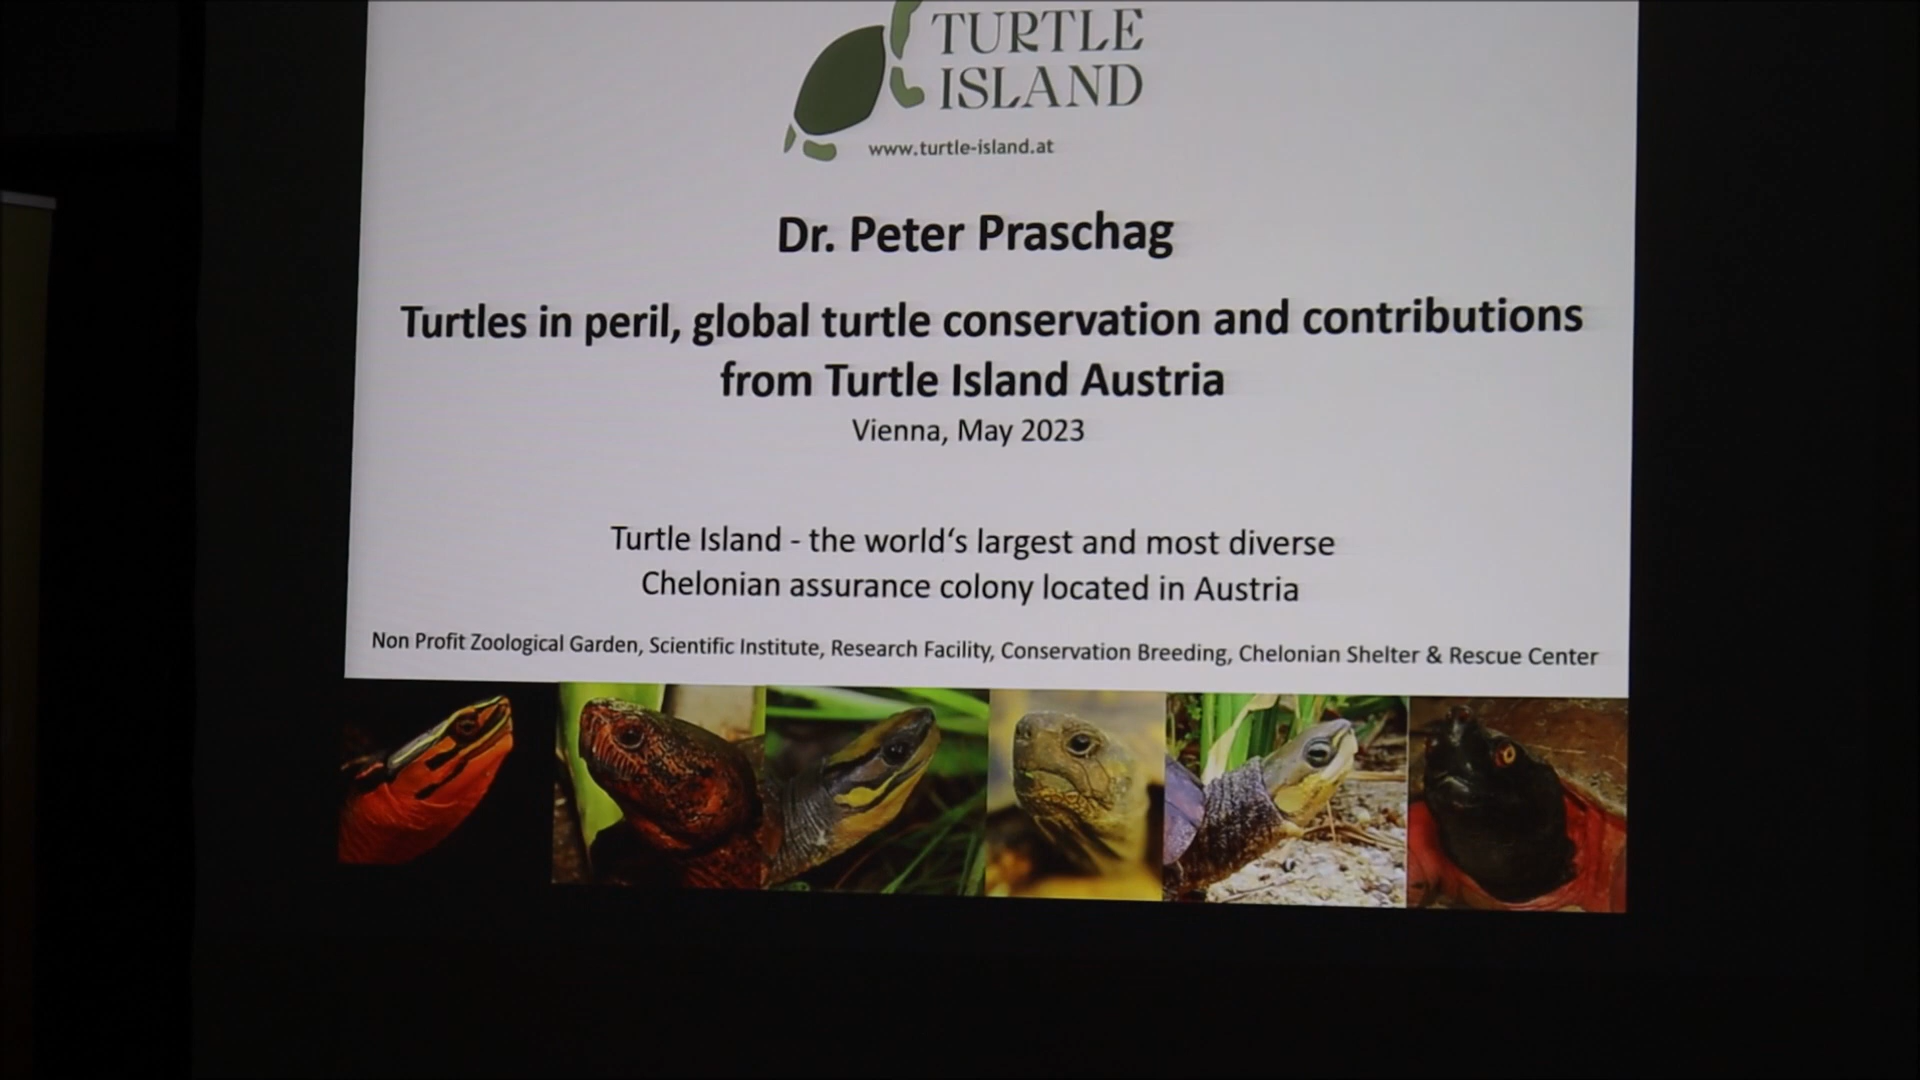 TURTLE
ISLAND
www.turtle-island.at
Dr. Peter Praschag
Turtles in peril, global turtle conservation and contributions
from Turtle Island Austria
Vienna, May 2023
Turtle Island - the world‘s largest and most diverse
Chelonian assurance colony located in Austria
Non Profit Zoological Garden, Scientific Institute, Research Facility, Conservation Breeding, Chelonian Shelter & Rescue Center